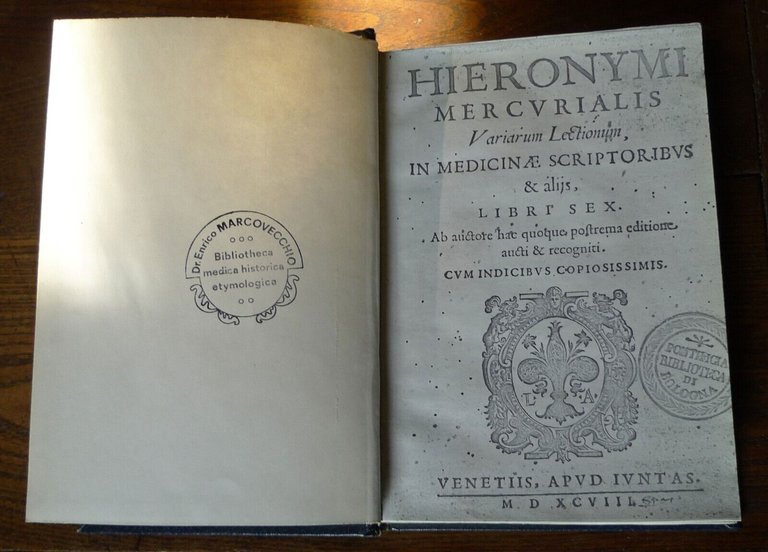 Dr. Enrico MARCOVECCHIO
Bibliotheca
medica historica
etymologica
HIERONYMI
MERCVRIALIS
Variarum Lectionum,
IN MEDICINÆ SCRIPTORIBVS
& alijs,
LIBRI SEX.
Ab auctore hac quoque postrema editione
aucti & recogniti.
CVM INDICIBVS COPIOSISSIMIS.
L. A.
PONTIFICIA
BIBLIOTECA
DI
BOLOGNA
VENETIIS, APVD IVNTAS.
M D XCVIII